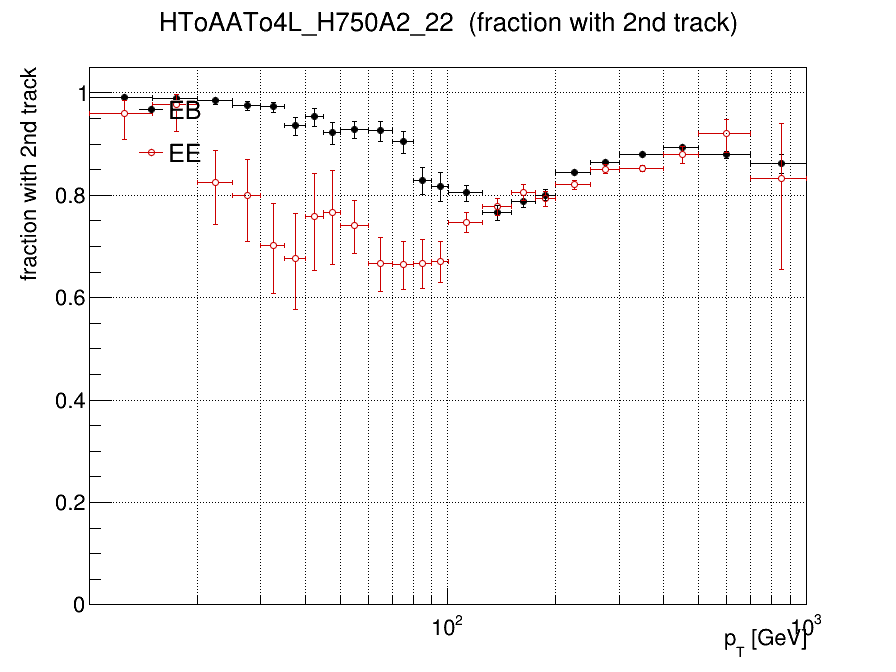 HToAATo4L_H750A2_22 (fraction with 2nd track)
fraction with 2nd track
1
EB
EE
0.8
0.6
0.4
0.2
0
10²
10³
p_T [GeV]